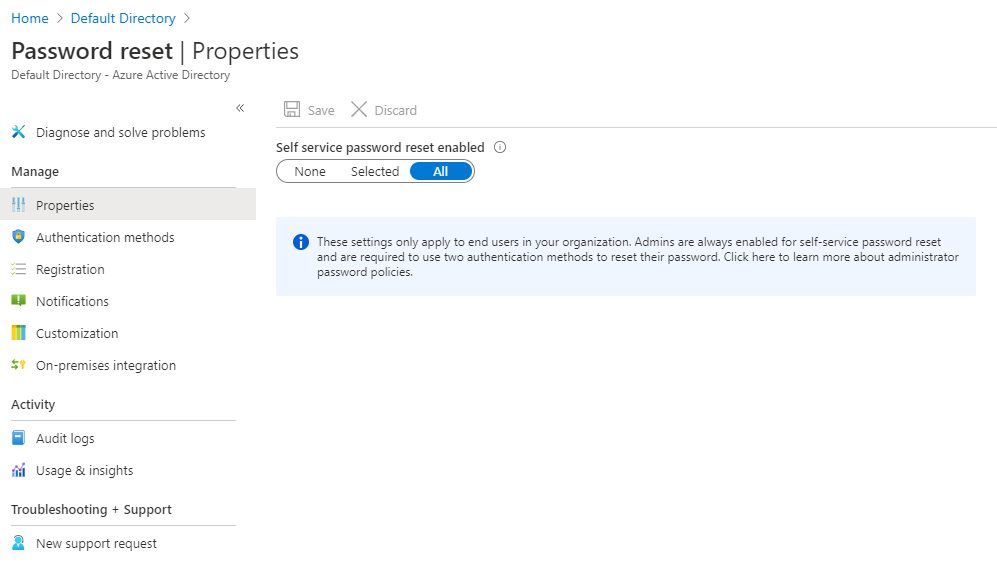 Home > Default Directory >
Password reset | Properties
Default Directory - Azure Active Directory
«
Save Discard
Diagnose and solve problems
Manage
Properties
Authentication methods
Registration
Notifications
Customization
On-premises integration
Activity
Audit logs
Usage & insights
Troubleshooting + Support
New support request
Self service password reset enabled
None Selected All
These settings only apply to end users in your organization. Admins are always enabled for self-service password reset
and are required to use two authentication methods to reset their password. Click here to learn more about administrator
password policies.